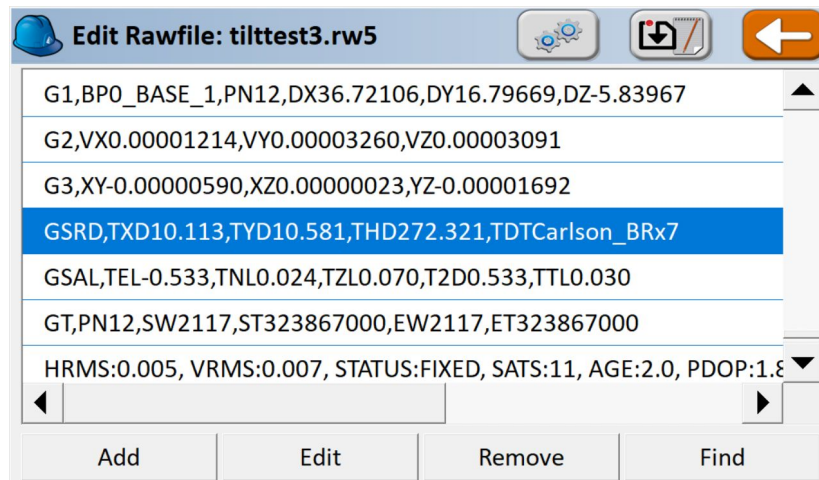 Edit Rawfile: tilttest3.rw5
G1,BP0_BASE_1,PN12,DX36.72106,DY16.79669,DZ-5.83967
G2,VX0.00001214,VY0.00003260,VZ0.00003091
G3,XY-0.00000590,XZ0.00000023,YZ-0.00001692
GSRD,TXD10.113,TYD10.581,THD272.321,TDTCarlson_BRx7
GSAL,TEL-0.533,TNL0.024,TZL0.070,T2D0.533,TTL0.030
GT,PN12,SW2117,ST323867000,EW2117,ET323867000
HRMS:0.005, VRMS:0.007, STATUS:FIXED, SATS:11, AGE:2.0, PDOP:1.8
Add Edit Remove Find